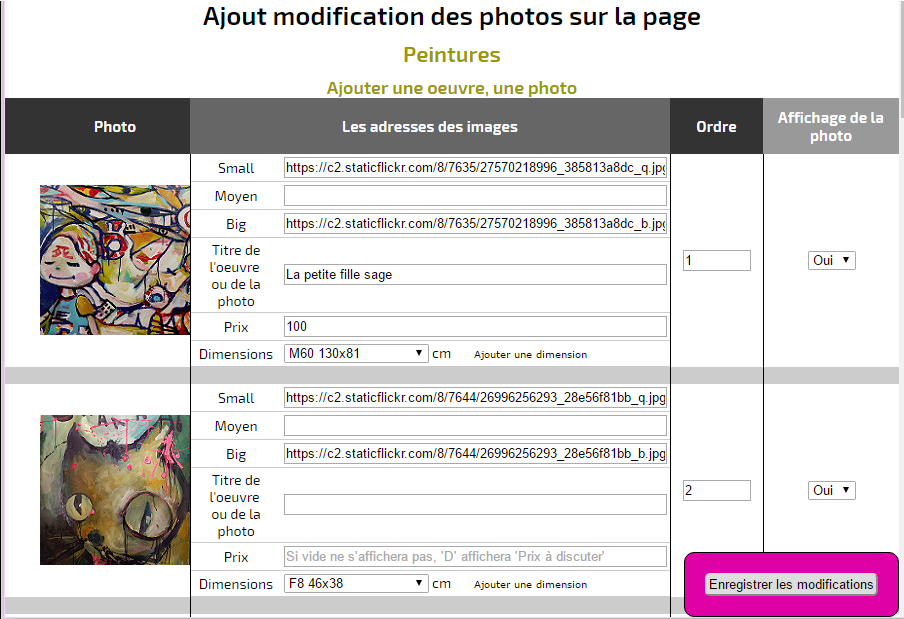 Ajout modification des photos sur la page
Peintures
Ajouter une oeuvre, une photo
Photo
Les adresses des images
Ordre
Affichage de la
photo
Small
https://c2.staticflickr.com/8/7635/27570218996_385813a8dc_q.jpg
Moyen
Big
https://c2.staticflickr.com/8/7635/27570218996_385813a8dc_b.jpg
Titre de
l'oeuvre
ou de la
photo
La petite fille sage
1
Oui
Prix
100
Dimensions
M60 130x81
cm
Ajouter une dimension
Small
https://c2.staticflickr.com/8/7644/26996256293_28e56f81bb_q.jpg
Moyen
Big
https://c2.staticflickr.com/8/7644/26996256293_28e56f81bb_b.jpg
Titre de
l'oeuvre
ou de la
photo
2
Oui
Prix
Si vide ne s'affichera pas, 'D' affichera 'Prix à discuter'
Dimensions
F8 46x38
cm
Ajouter une dimension
Enregistrer les modifications